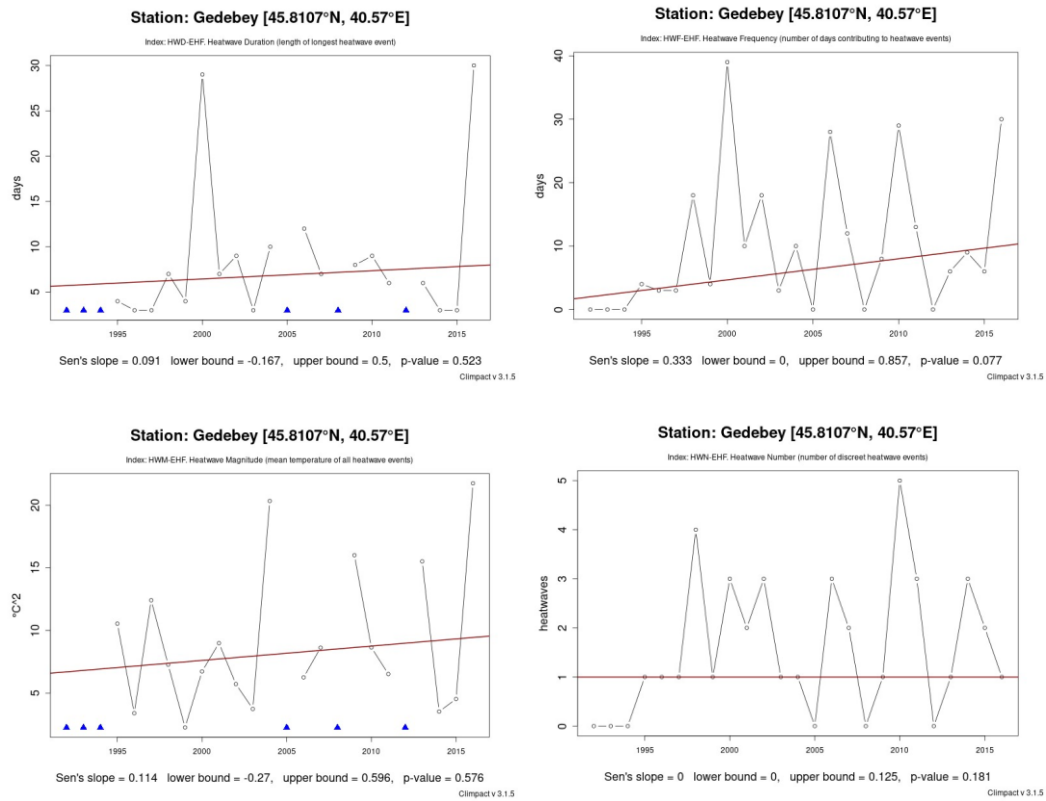 Station: Gedebey [45.8107°N, 40.57°E]
Index: HWD-EHF. Heatwave Duration (length of longest heatwave event)
days
30
25
20
15
10
5
1995 2000 2005 2010 2015
Sen's slope = 0.091 lower bound = -0.167, upper bound = 0.5, p-value = 0.523
Climpact v 3.1.5
Station: Gedebey [45.8107°N, 40.57°E]
Index: HWF-EHF. Heatwave Frequency (number of days contributing to heatwave events)
days
40
30
20
10
0
1995 2000 2005 2010 2015
Sen's slope = 0.333 lower bound = 0, upper bound = 0.857, p-value = 0.077
Climpact v 3.1.5
Station: Gedebey [45.8107°N, 40.57°E]
Index: HWM-EHF. Heatwave Magnitude (mean temperature of all heatwave events)
°C^2
20
15
10
5
1995 2000 2005 2010 2015
Sen's slope = 0.114 lower bound = -0.27, upper bound = 0.596, p-value = 0.576
Climpact v 3.1.5
Station: Gedebey [45.8107°N, 40.57°E]
Index: HWN-EHF. Heatwave Number (number of discreet heatwave events)
heatwaves
5
4
3
2
1
0
1995 2000 2005 2010 2015
Sen's slope = 0 lower bound = 0, upper bound = 0.125, p-value = 0.181
Climpact v 3.1.5